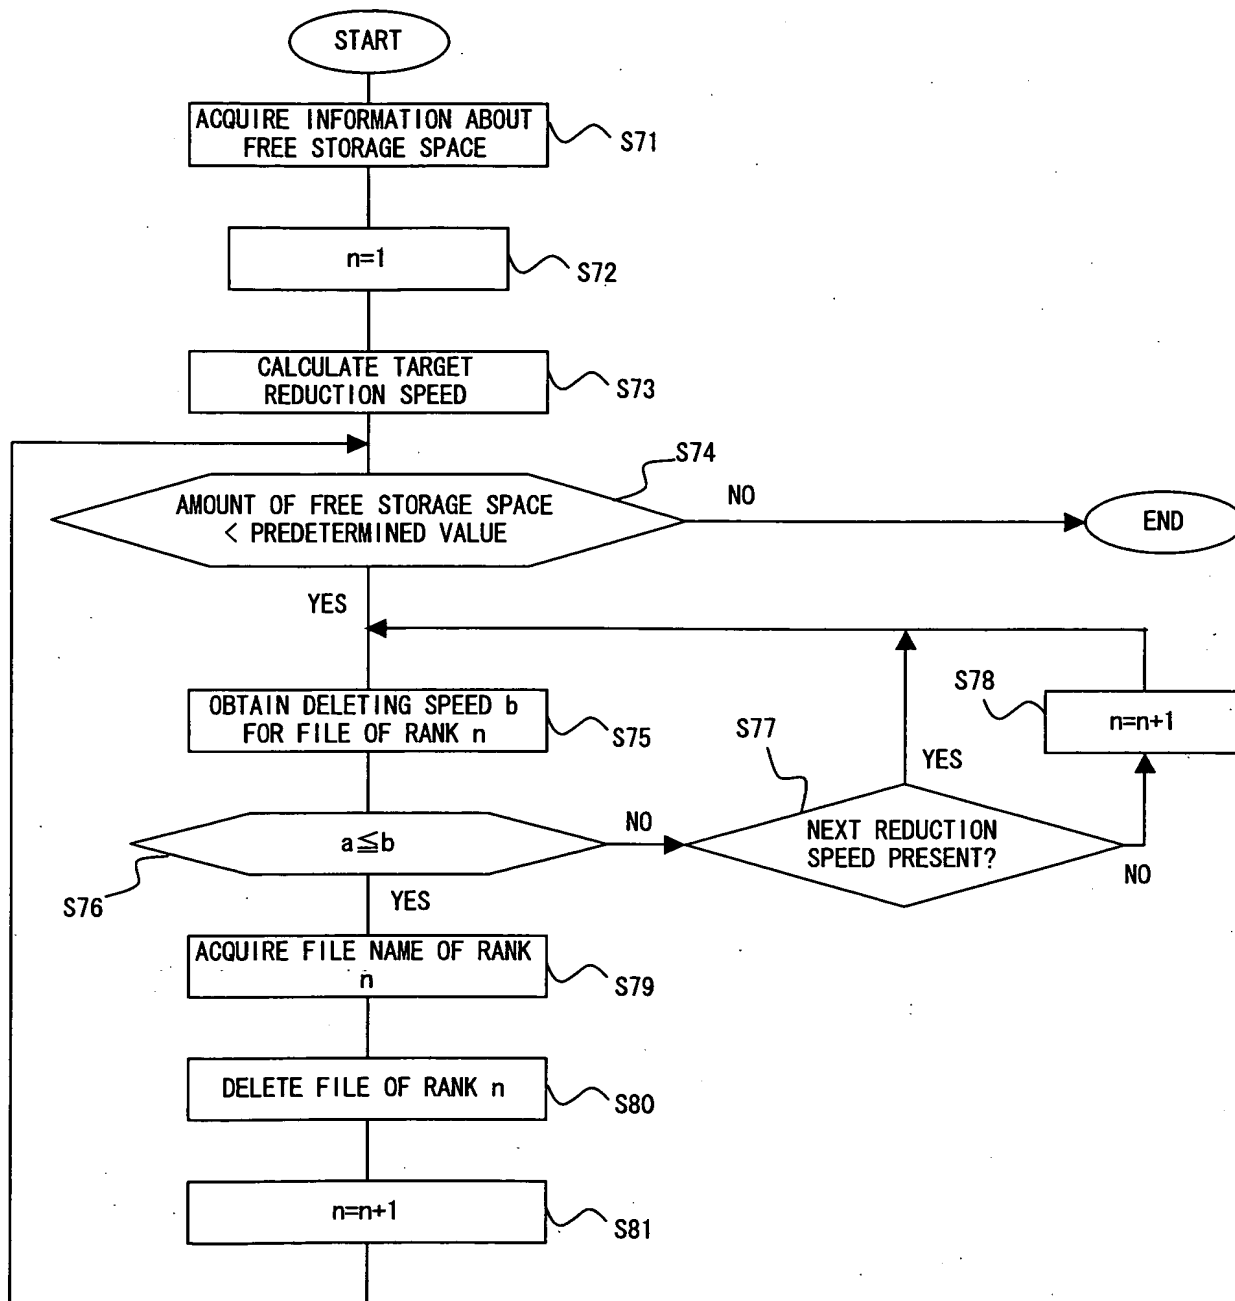 START
ACQUIRE INFORMATION ABOUT
FREE STORAGE SPACE
S71
n=1
S72
CALCULATE TARGET
REDUCTION SPEED
S73
S74
AMOUNT OF FREE STORAGE SPACE
< PREDETERMINED VALUE
NO
END
YES
OBTAIN DELETING SPEED b
FOR FILE OF RANK n
S75
S78
n=n+1
S77
YES
a≦b
NO
NEXT REDUCTION
SPEED PRESENT?
NO
S76
YES
ACQUIRE FILE NAME OF RANK
n
S79
DELETE FILE OF RANK n
S80
n=n+1
S81